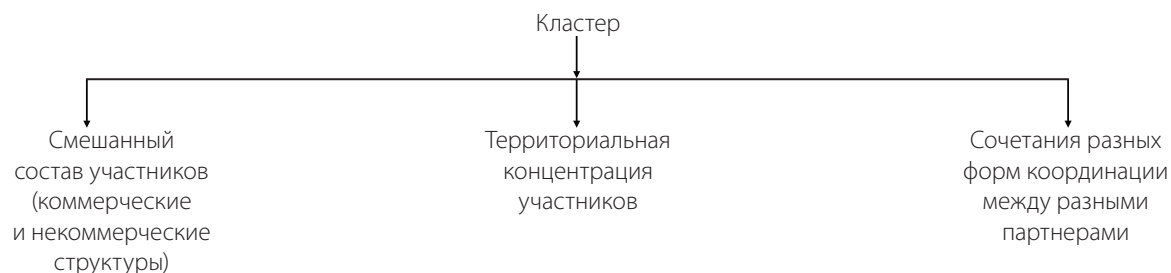 Кластер
Смешанный
состав участников
(коммерческие
и некоммерческие
структуры)
Территориальная
концентрация
участников
Сочетания разных
форм координации
между разными
партнерами